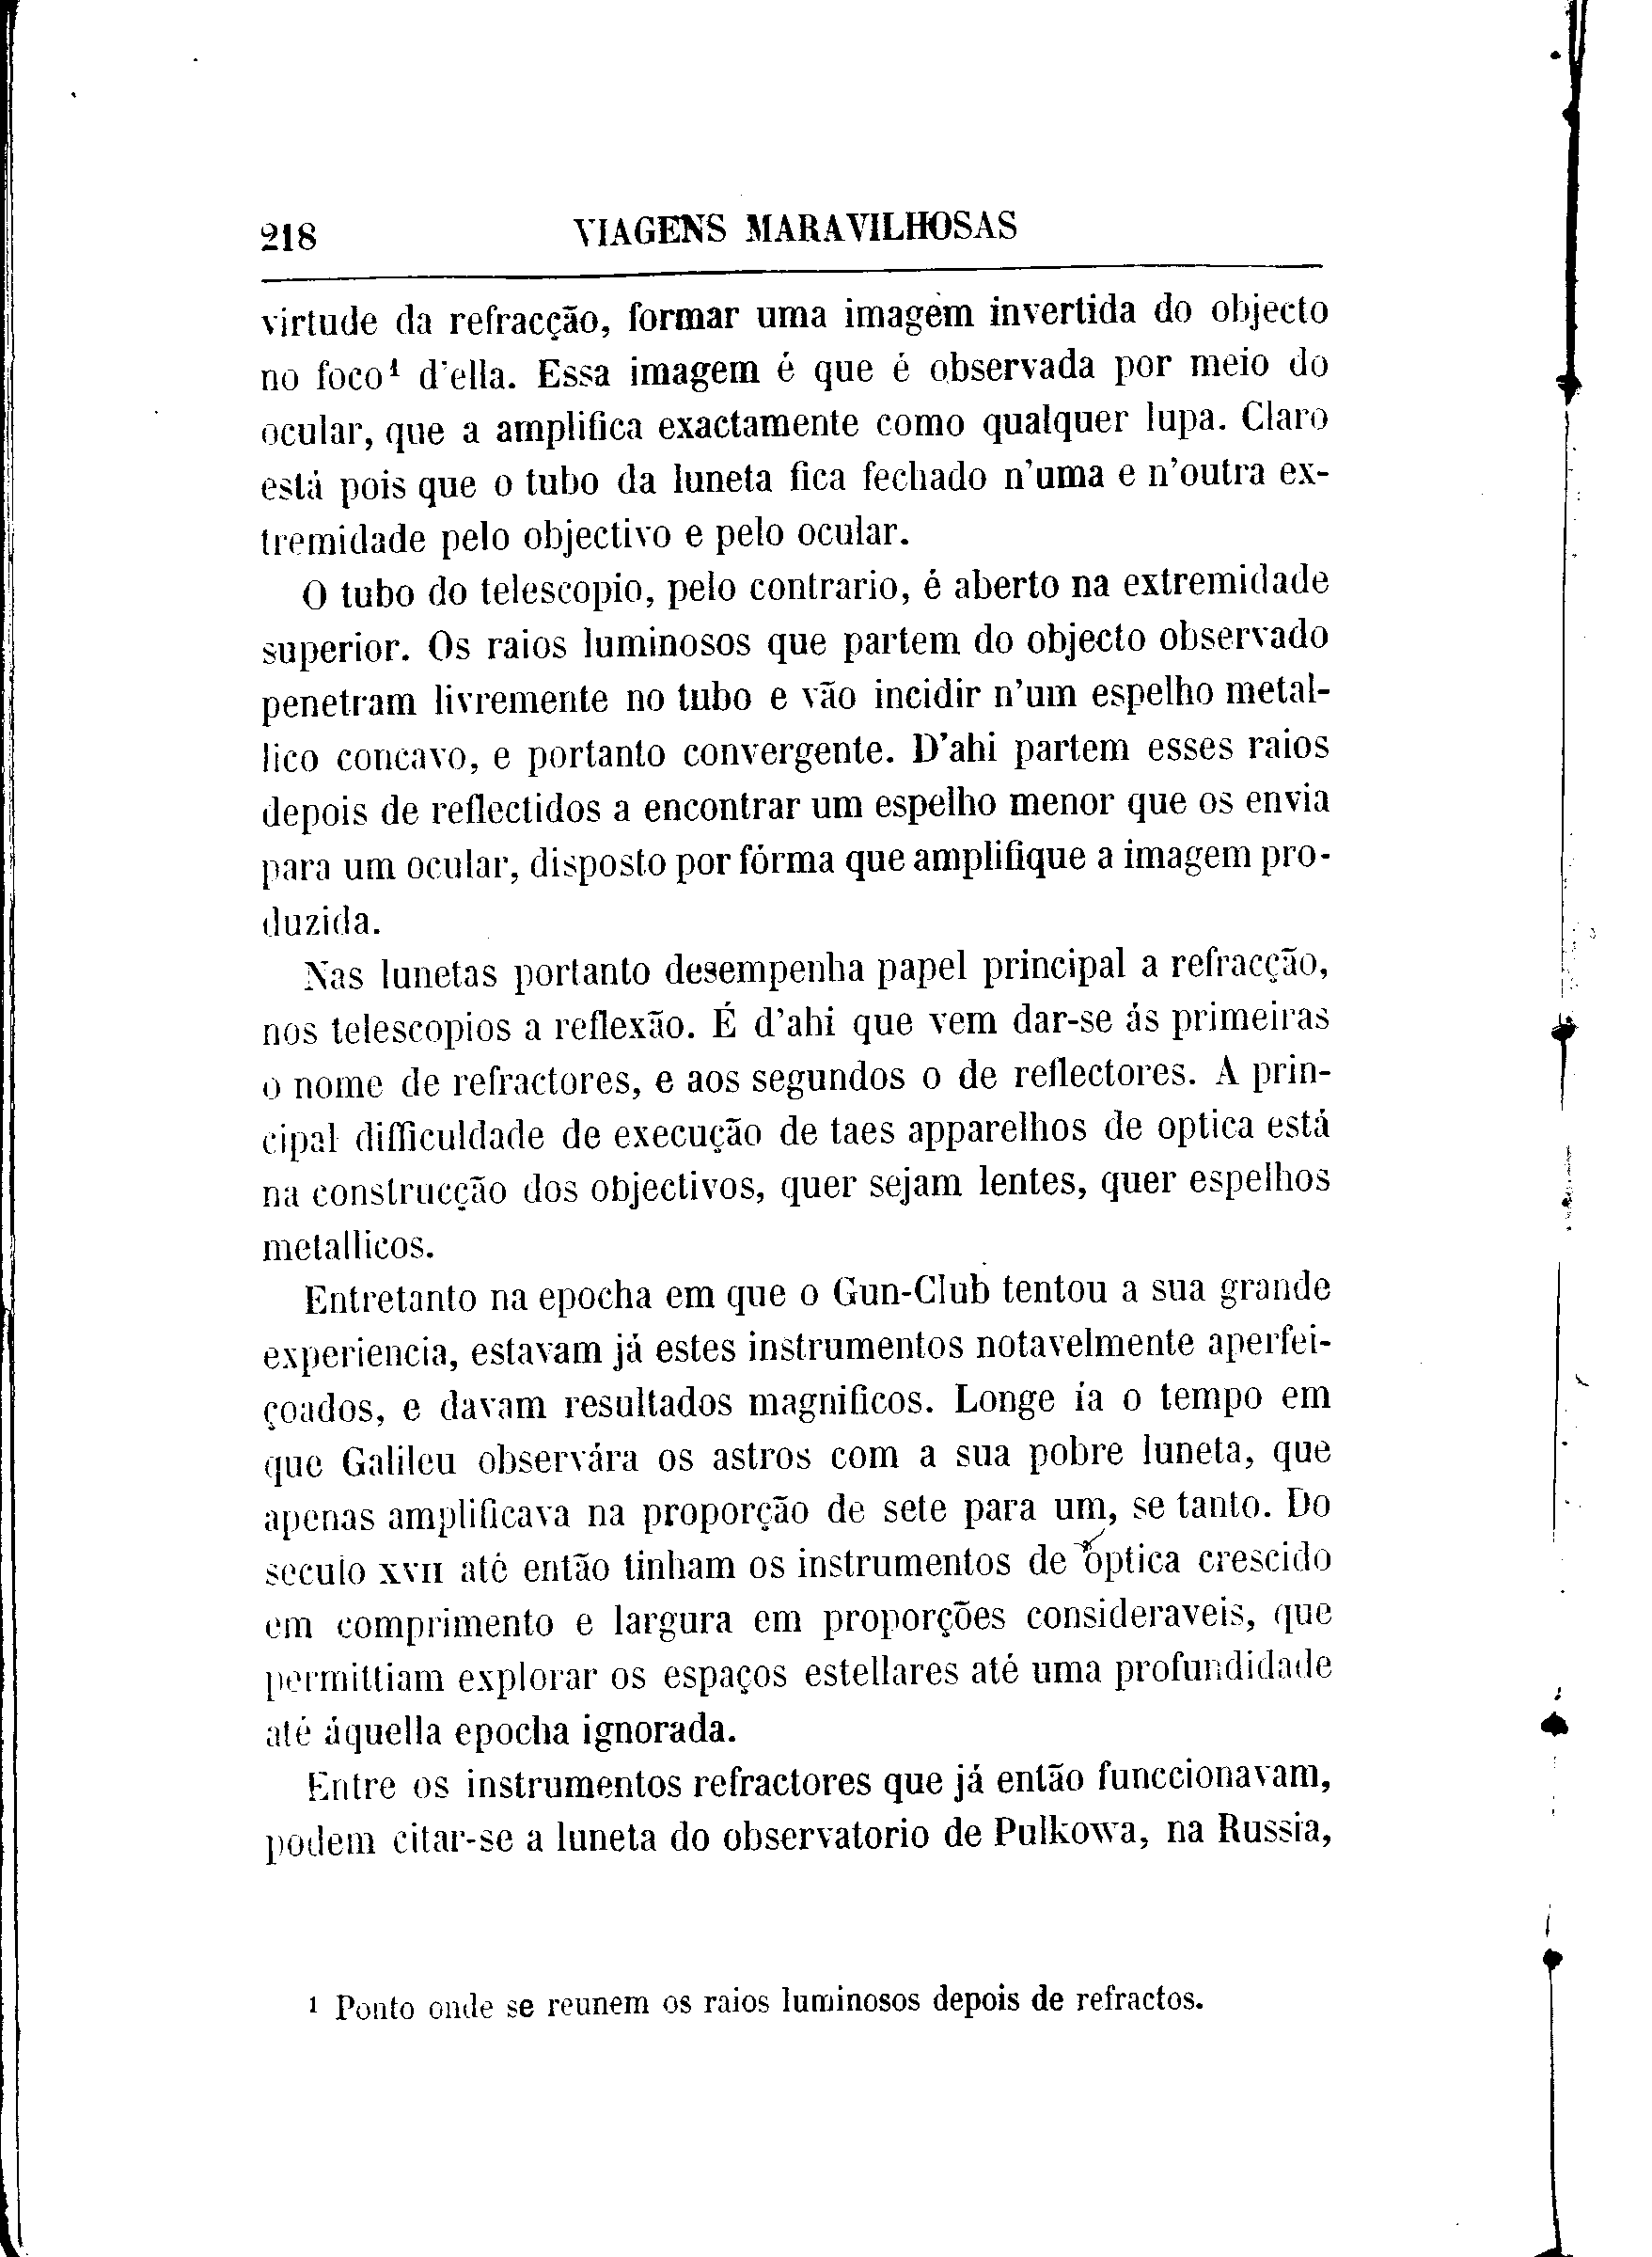 218 VIAGENS MARAVILHOSAS
virtude da refracção, formar uma imagem invertida do objecto
no foco¹ d'ella. Essa imagem é que é observada por meio do
ocular, que a amplifica exactamente como qualquer lupa. Claro
está pois que o tubo da luneta fica fechado n'uma e n'outra ex-
tremidade pelo objectivo e pelo ocular.
O tubo do telescopio, pelo contrario, é aberto na extremidade
superior. Os raios luminosos que partem do objecto observado
penetram livremente no tubo e vão incidir n'um espelho metal-
lico concavo, e portanto convergente. D'ahi partem esses raios
depois de reflectidos a encontrar um espelho menor que os envia
para um ocular, disposto por fórma que amplifique a imagem pro-
duzida.
Nas lunetas portanto desempenha papel principal a refracção,
nos telescopios a reflexão. É d'ahi que vem dar-se ás primeiras
o nome de refractores, e aos segundos o de reflectores. A prin-
cipal difficuldade de execução de taes apparelhos de optica está
na construcção dos objectivos, quer sejam lentes, quer espelhos
metallicos.
Entretanto na epocha em que o Gun-Club tentou a sua grande
experiencia, estavam já estes instrumentos notavelmente aperfei-
çoados, e davam resultados magnificos. Longe ía o tempo em
que Galileu observára os astros com a sua pobre luneta, que
apenas amplificava na proporção de sete para um, se tanto. Do
seculo XVII até então tinham os instrumentos de optica crescido
em comprimento e largura em proporções consideraveis, que
permittiam explorar os espaços estellares até uma profundidade
até áquella epocha ignorada.
Entre os instrumentos refractores que já então funccionavam,
podem citar-se a luneta do observatorio de Pulkowa, na Russia,
¹ Ponto onde se reunem os raios luminosos depois de refractos.